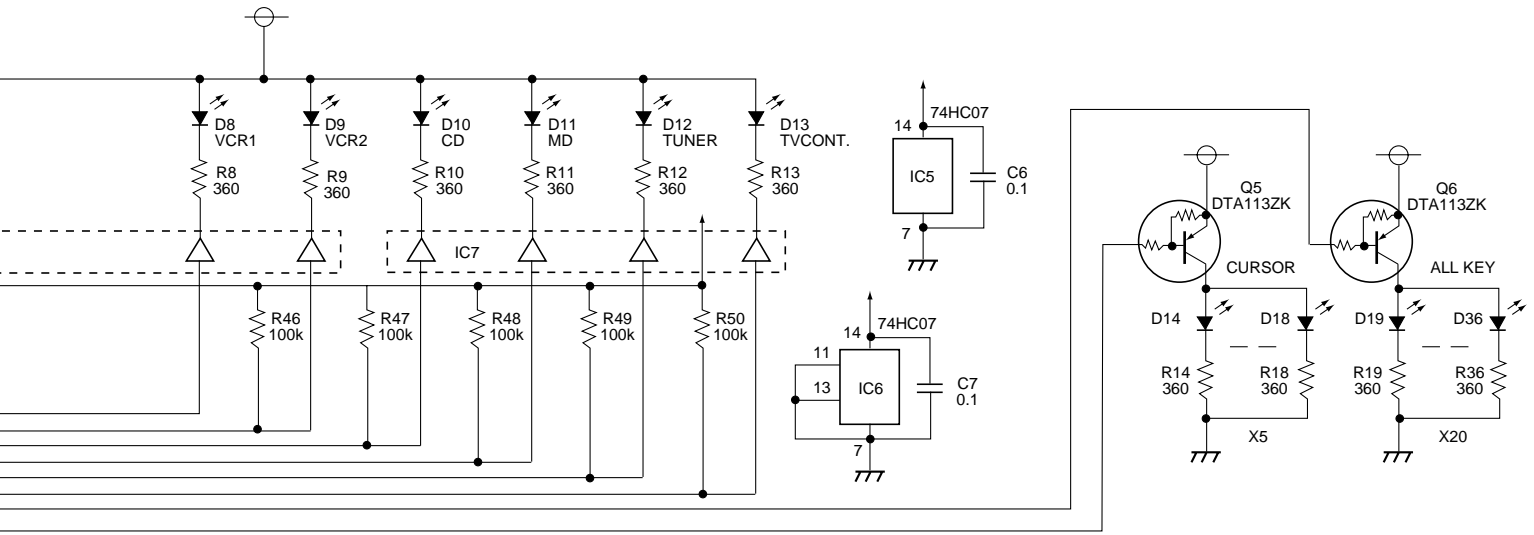 D8
VCR1
D9
VCR2
D10
CD
D11
MD
D12
TUNER
D13
TVCONT.
R8
360
R9
360
R10
360
R11
360
R12
360
R13
360
IC7
R46
100k
R47
100k
R48
100k
R49
100k
R50
100k
74HC07
14
IC5
C6
0.1
7
74HC07
14
11
13
IC6
C7
0.1
7
Q5
DTA113ZK
CURSOR
D14
D18
R14
360
R18
360
X5
Q6
DTA113ZK
ALL KEY
D19
D36
R19
360
R36
360
X20